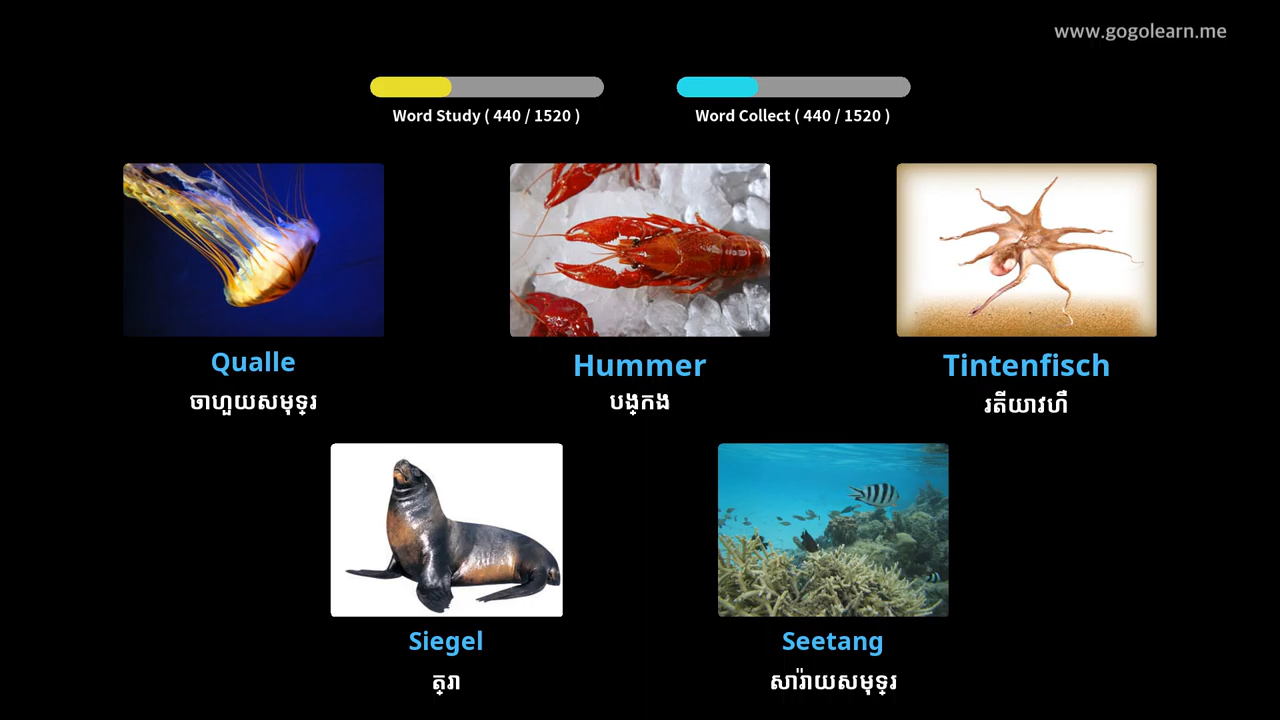 www.gogolearn.me
Word Study ( 440 / 1520 )
Word Collect ( 440 / 1520 )
Qualle
ចាហួយសមុទ្រ
Hummer
បង្កង
Tintenfisch
រតីយាវហឺ
Siegel
ត្រា
Seetang
សារ៉ាយសមុទ្រ